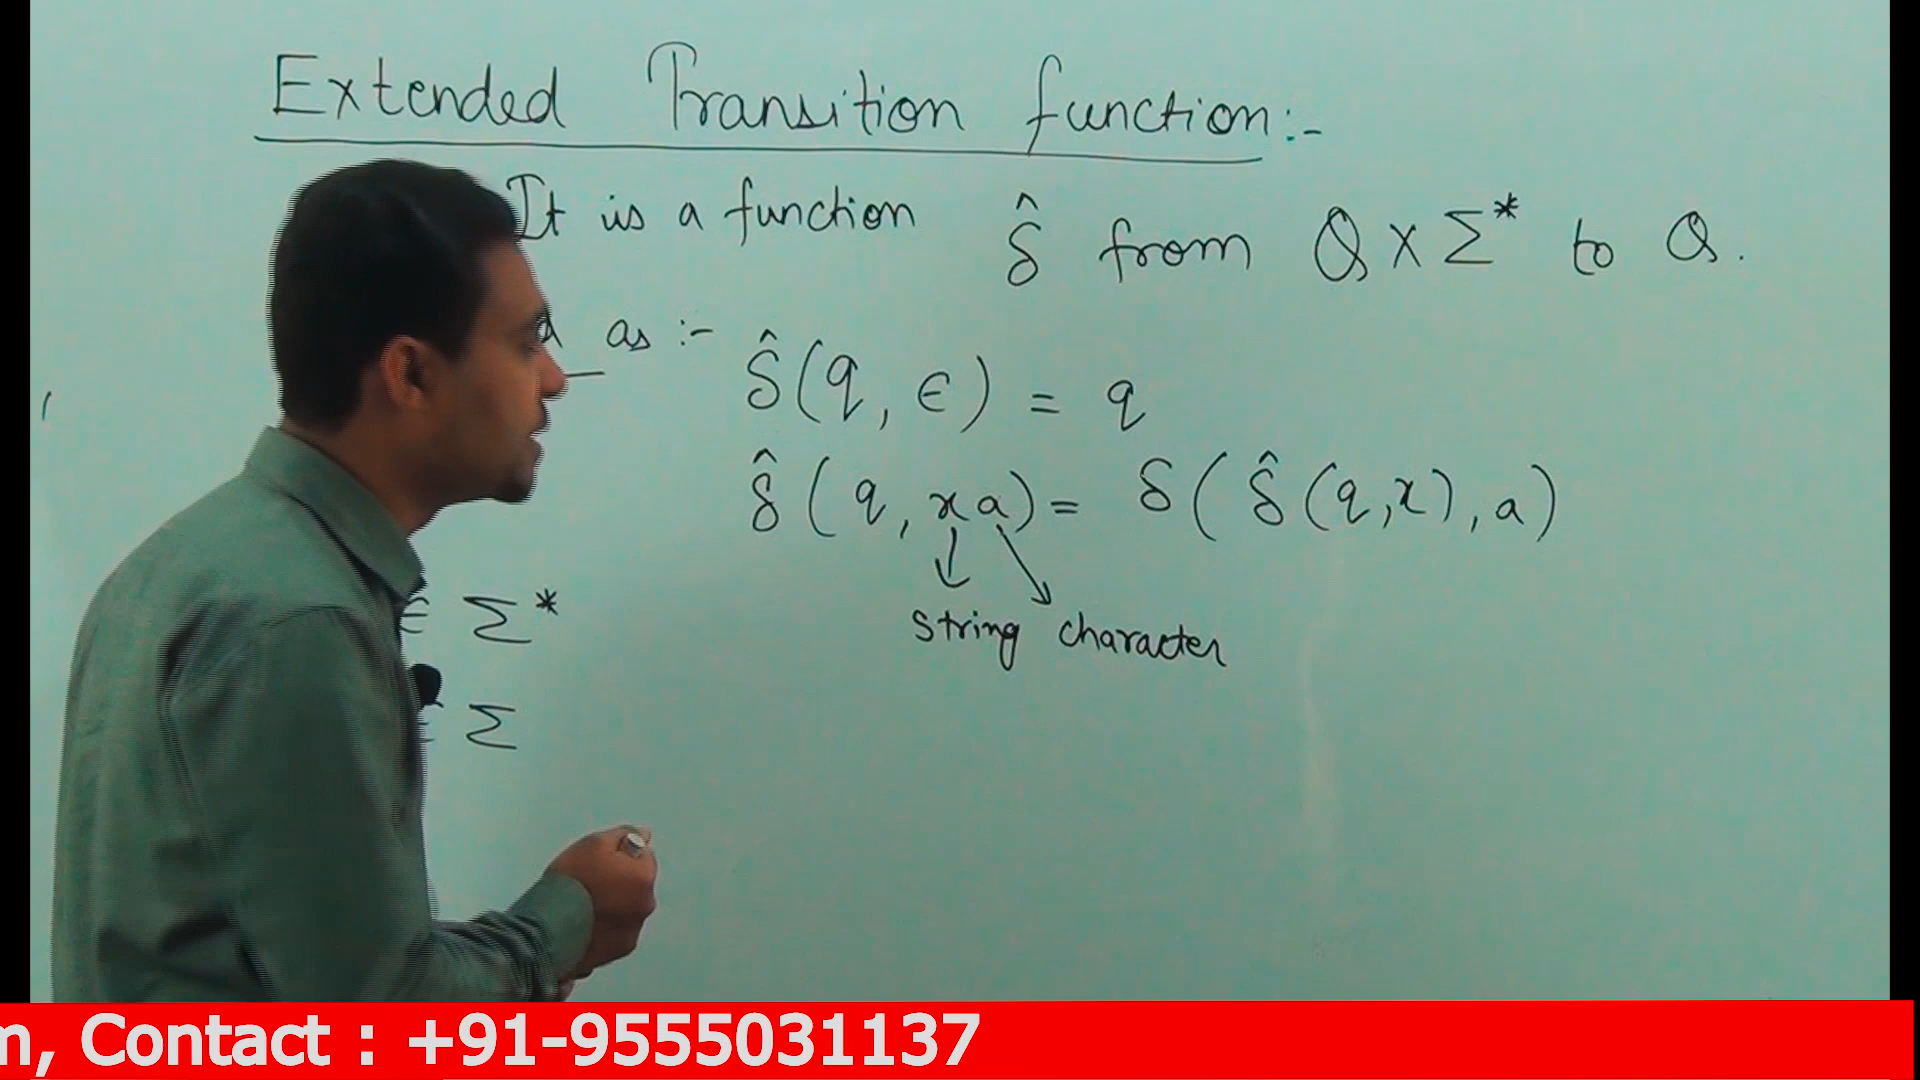 Extended Transition function:-
It is a function δ̂ from Q X Σ* to Q.
as :-
δ̂(q, ϵ) = q
δ̂(q, xa) = δ(δ̂(q,x), a)
string character
∈ Σ*
Σ
, Contact : +91-9555031137